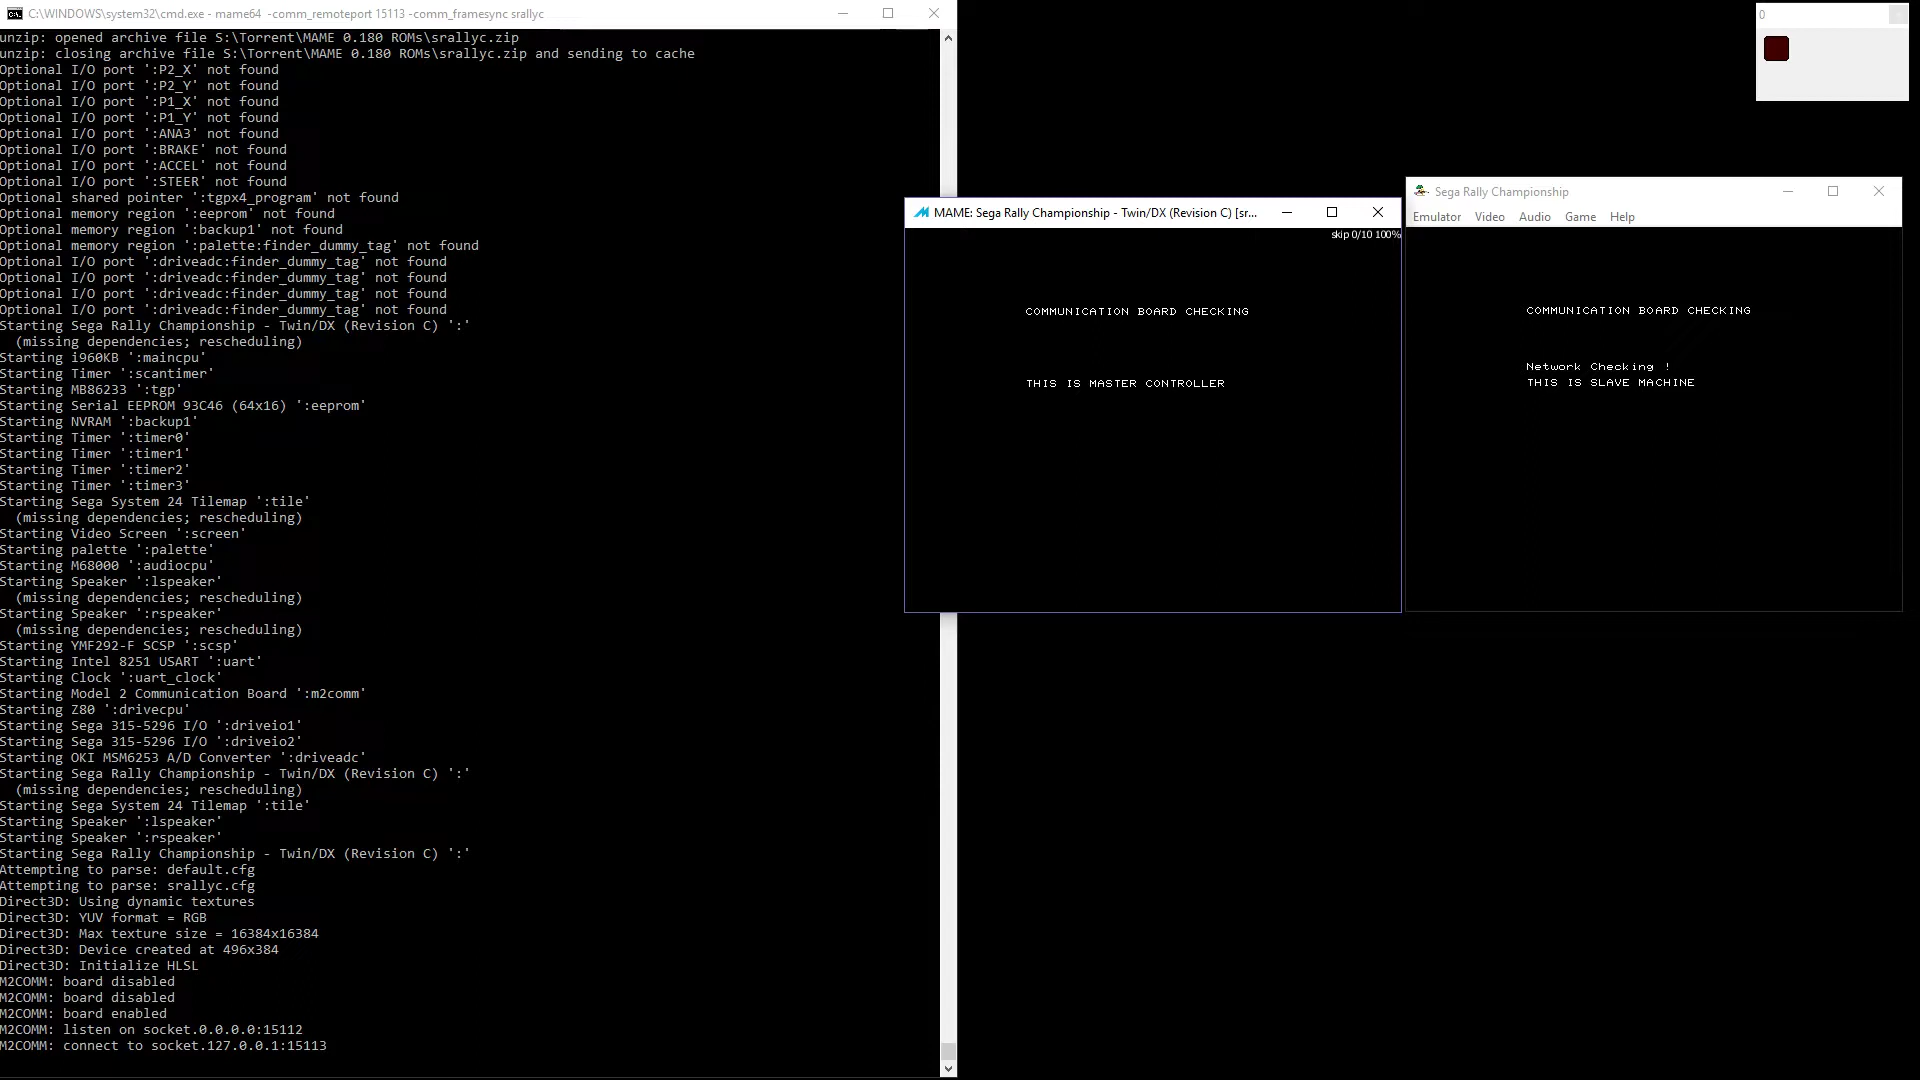 C:\WINDOWS\system32\cmd.exe - mame64  -comm_remoteport 15113 -comm_framesync srallyc
unzip: opened archive file S:\Torrent\MAME 0.180 ROMs\srallyc.zip
unzip: closing archive file S:\Torrent\MAME 0.180 ROMs\srallyc.zip and sending to cache
Optional I/O port ':P2_X' not found
Optional I/O port ':P2_Y' not found
Optional I/O port ':P1_X' not found
Optional I/O port ':P1_Y' not found
Optional I/O port ':ANA3' not found
Optional I/O port ':BRAKE' not found
Optional I/O port ':ACCEL' not found
Optional I/O port ':STEER' not found
Optional shared pointer ':tgpx4_program' not found
Optional memory region ':eeprom' not found
Optional memory region ':backup1' not found
Optional memory region ':palette:finder_dummy_tag' not found
Optional I/O port ':driveadc:finder_dummy_tag' not found
Optional I/O port ':driveadc:finder_dummy_tag' not found
Optional I/O port ':driveadc:finder_dummy_tag' not found
Optional I/O port ':driveadc:finder_dummy_tag' not found
Starting Sega Rally Championship - Twin/DX (Revision C) ':'
(missing dependencies; rescheduling)
Starting i960KB ':maincpu'
Starting Timer ':scantimer'
Starting MB86233 ':tgp'
Starting Serial EEPROM 93C46 (64x16) ':eeprom'
Starting NVRAM ':backup1'
Starting Timer ':timer0'
Starting Timer ':timer1'
Starting Timer ':timer2'
Starting Timer ':timer3'
Starting Sega System 24 Tilemap ':tile'
(missing dependencies; rescheduling)
Starting Video Screen ':screen'
Starting palette ':palette'
Starting M68000 ':audiocpu'
Starting Speaker ':lspeaker'
(missing dependencies; rescheduling)
Starting Speaker ':rspeaker'
(missing dependencies; rescheduling)
Starting YMF292-F SCSP ':scsp'
Starting Intel 8251 USART ':uart'
Starting Clock ':uart_clock'
Starting Model 2 Communication Board ':m2comm'
Starting Z80 ':drivecpu'
Starting Sega 315-5296 I/O ':driveio1'
Starting Sega 315-5296 I/O ':driveio2'
Starting OKI MSM6253 A/D Converter ':driveadc'
Starting Sega Rally Championship - Twin/DX (Revision C) ':'
(missing dependencies; rescheduling)
Starting Sega System 24 Tilemap ':tile'
Starting Speaker ':lspeaker'
Starting Speaker ':rspeaker'
Starting Sega Rally Championship - Twin/DX (Revision C) ':'
Attempting to parse: default.cfg
Attempting to parse: srallyc.cfg
Direct3D: Using dynamic textures
Direct3D: YUV format = RGB
Direct3D: Max texture size = 16384x16384
Direct3D: Device created at 496x384
Direct3D: Initialize HLSL
M2COMM: board disabled
M2COMM: board disabled
M2COMM: board enabled
M2COMM: listen on socket.0.0.0.0:15112
M2COMM: connect to socket.127.0.0.1:15113
MAME: Sega Rally Championship - Twin/DX (Revision C) [sr...
skip 0/10 100%
COMMUNICATION BOARD CHECKING
THIS IS MASTER CONTROLLER
0
Sega Rally Championship
Emulator Video Audio Game Help
COMMUNICATION BOARD CHECKING
Network Checking !
THIS IS SLAVE MACHINE